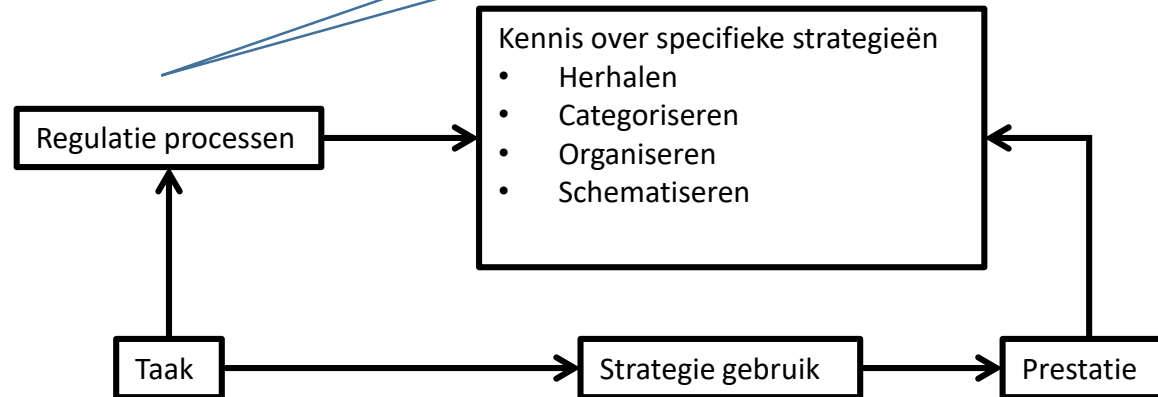 Kennis over specifieke strategieën
• Herhalen
• Categoriseren
• Organiseren
• Schematiseren
Regulatie processen
Taak
Strategie gebruik
Prestatie